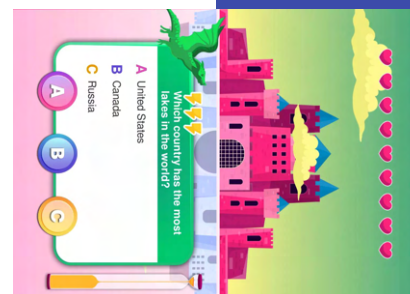 Which country has the most
lakes in the world?
A United States
B Canada
C Russia
A
B
C